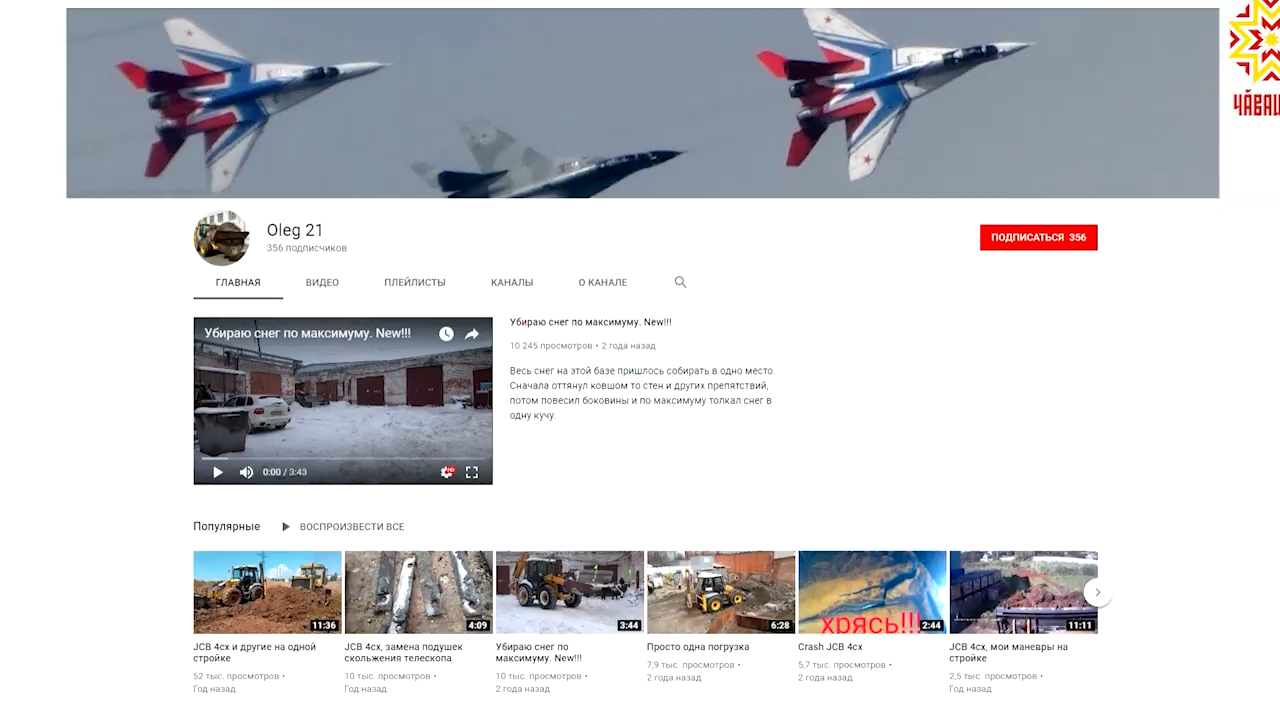 ЧӐВАШ
Oleg 21
356 подписчиков
ПОДПИСАТЬСЯ 356
ГЛАВНАЯ
ВИДЕО
ПЛЕЙЛИСТЫ
КАНАЛЫ
О КАНАЛЕ
Убираю снег по максимуму. New!!!
0:00 / 3:43
Убираю снег по максимуму. New!!!
10 245 просмотров • 2 года назад
Весь снег на этой базе пришлось собирать в одно место.
Сначала оттянул ковшом то стен и других препятствий,
потом повесил боковины и по максимуму толкал снег в
одну кучу.
Популярные
ВОСПРОИЗВЕСТИ ВСЕ
11:36
JCB 4cx и другие на одной
стройке
52 тыс. просмотров •
Год назад
4:09
JCB 4cx, замена подушек
скольжения телескопа
10 тыс. просмотров •
Год назад
3:44
Убираю снег по
максимуму. New!!!
10 тыс. просмотров •
2 года назад
6:28
Просто одна погрузка
7,9 тыс. просмотров •
2 года назад
хрясь!!!
2:44
Crash JCB 4cx
5,7 тыс. просмотров •
2 года назад
11:11
JCB 4cx, мои маневры на
стройке
2,5 тыс. просмотров •
Год назад